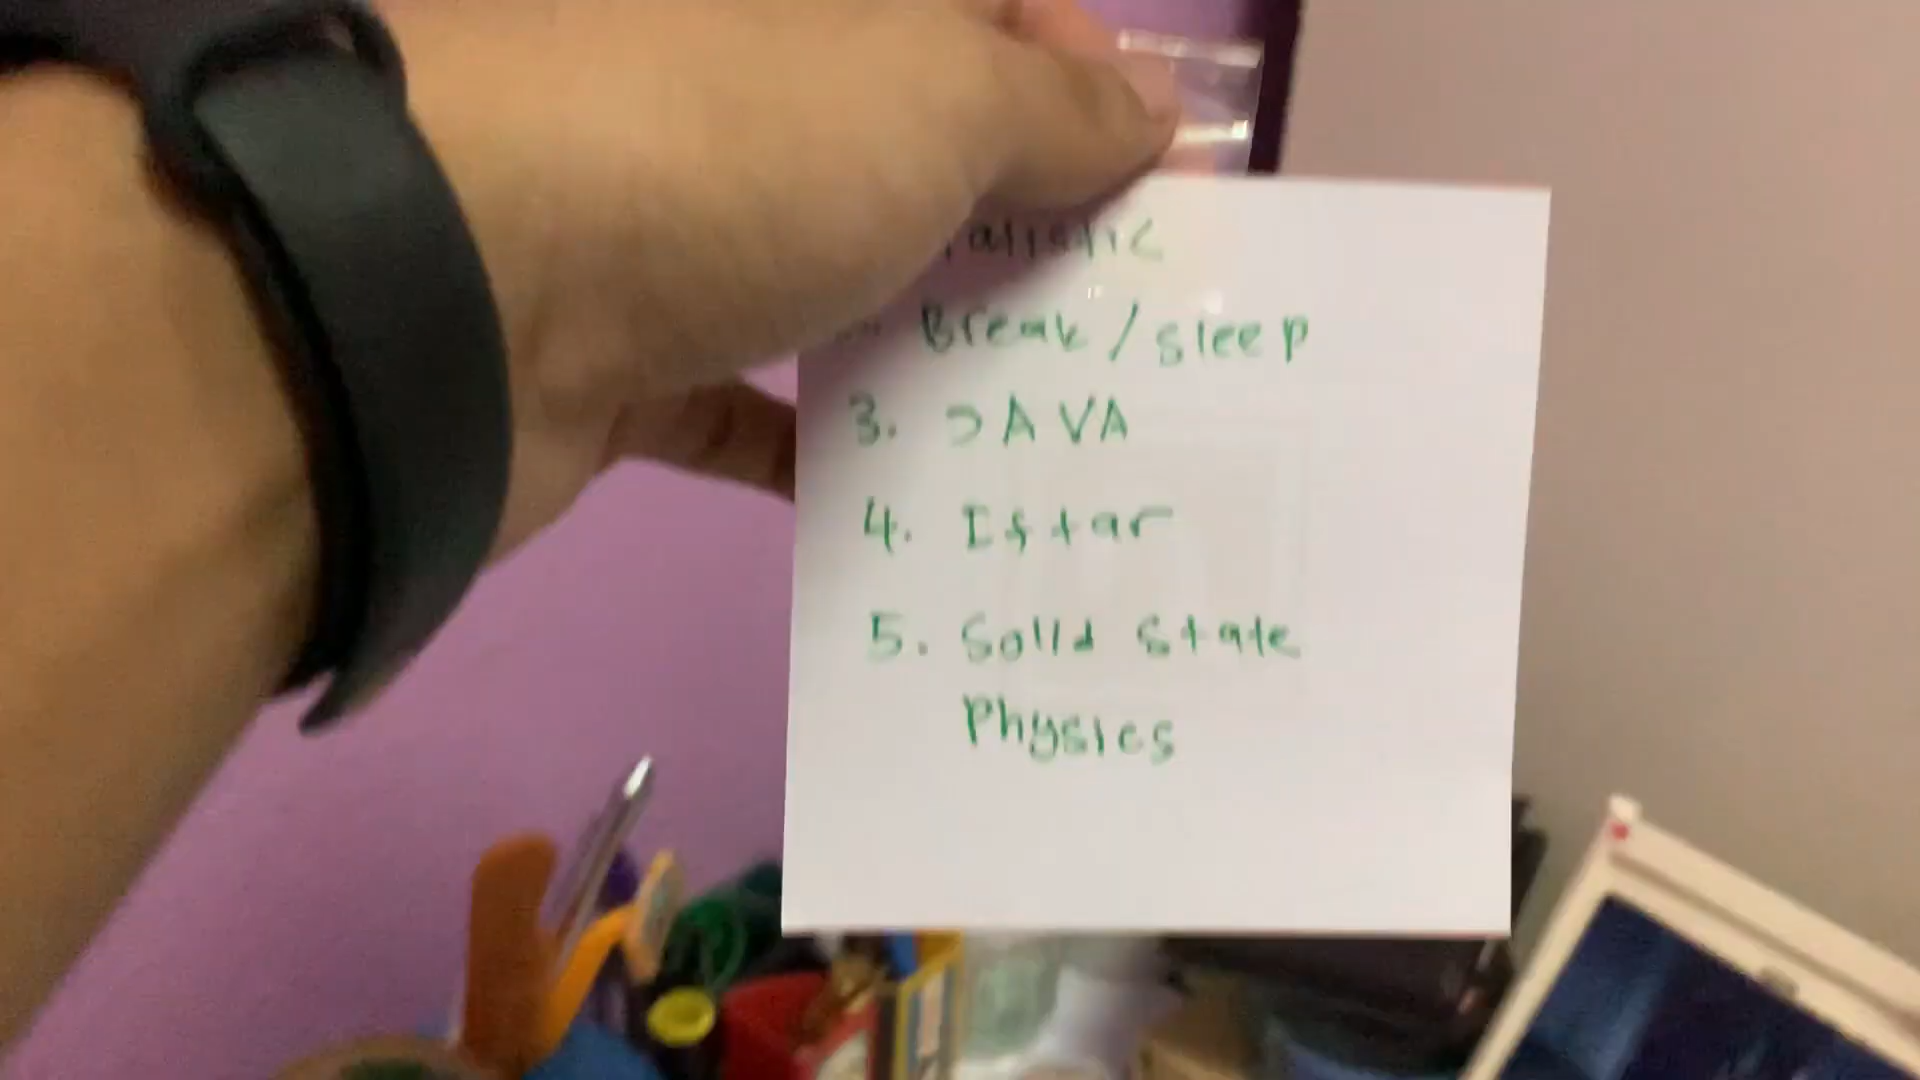 Break/sleep
3. JAVA
4. Iftar
5. Solid State
Physics